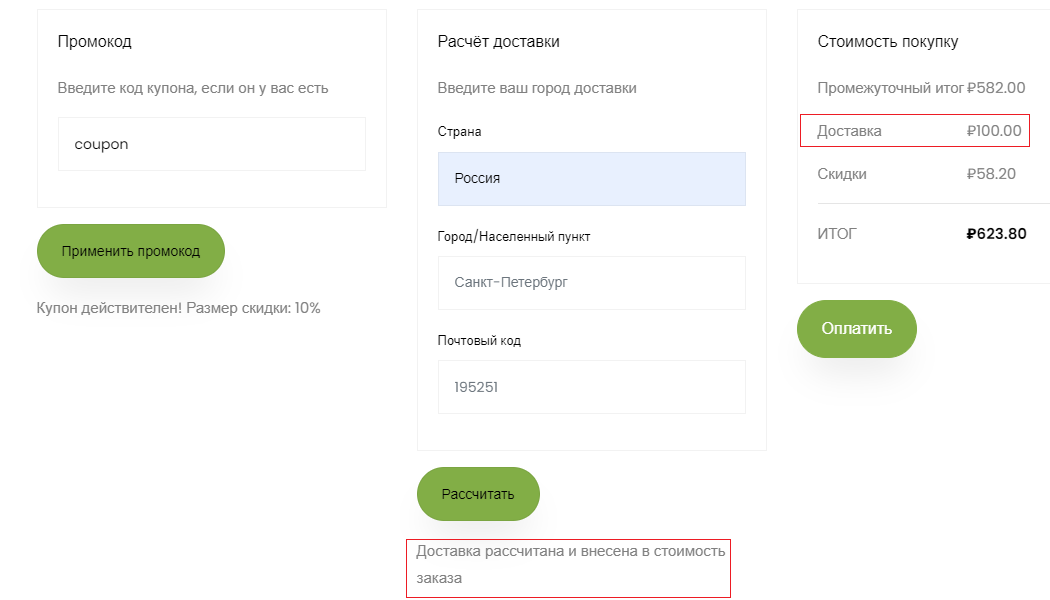 Промокод
Введите код купона, если он у вас есть
coupon
Применить промокод
Купон действителен! Размер скидки: 10%
Расчёт доставки
Введите ваш город доставки
Страна
Россия
Город/Населенный пункт
Санкт-Петербург
Почтовый код
195251
Рассчитать
Доставка рассчитана и внесена в стоимость
заказа
Стоимость покупку
Промежуточный итог ₽582.00
Доставка ₽100.00
Скидки ₽58.20
ИТОГ ₽623.80
Оплатить